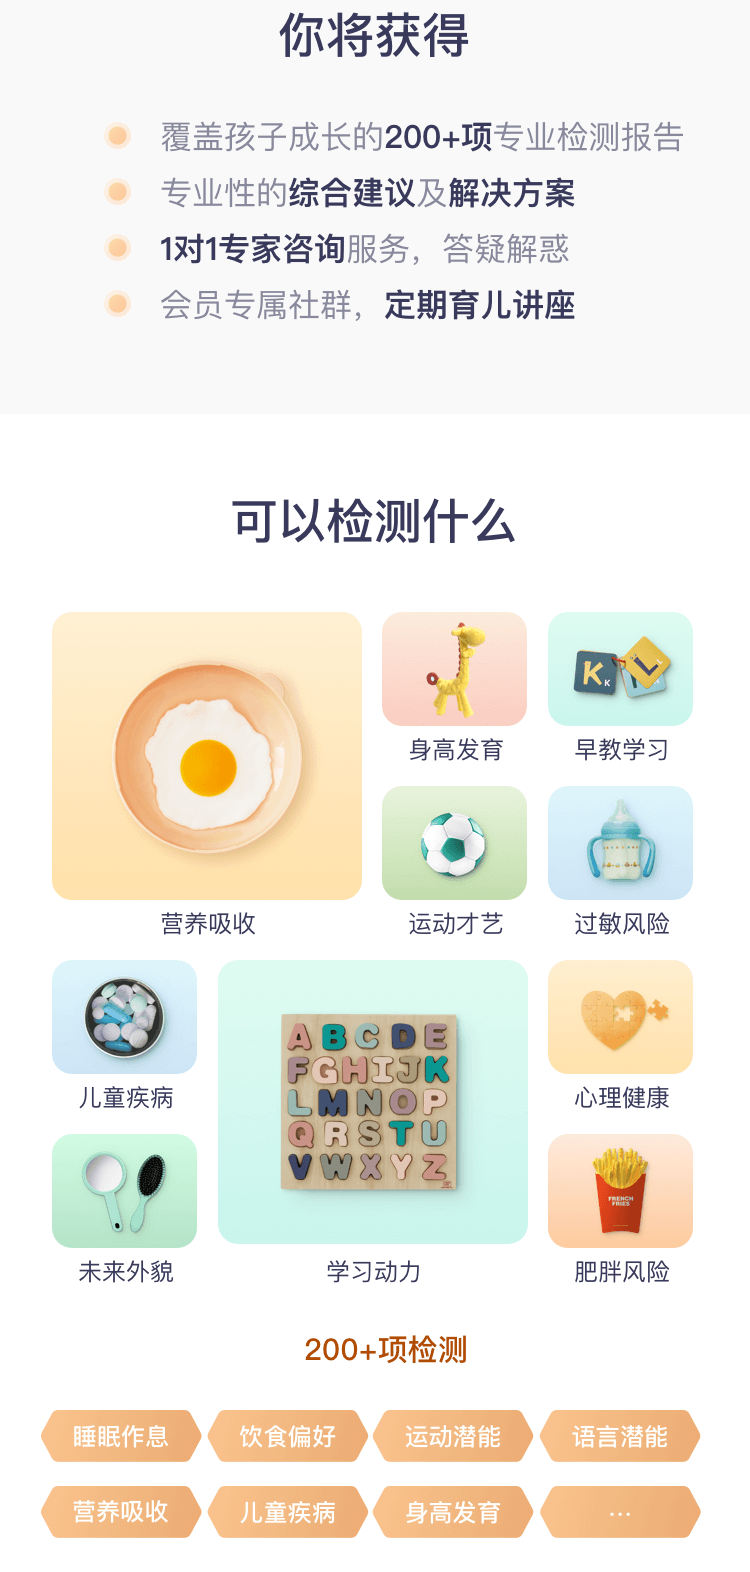 你将获得
覆盖孩子成长的200+项专业检测报告
专业性的综合建议及解决方案
1对1专家咨询服务，答疑解惑
会员专属社群，定期育儿讲座
可以检测什么
K K L
身高发育
早教学习
营养吸收
运动才艺
过敏风险
A B C D E
F G H I J K
L M N O P
Q R S T U
V W X Y Z
儿童疾病
心理健康
FRENCH
FRIES
未来外貌
学习动力
肥胖风险
200+项检测
睡眠作息 饮食偏好 运动潜能 语言潜能
营养吸收 儿童疾病 身高发育 ...